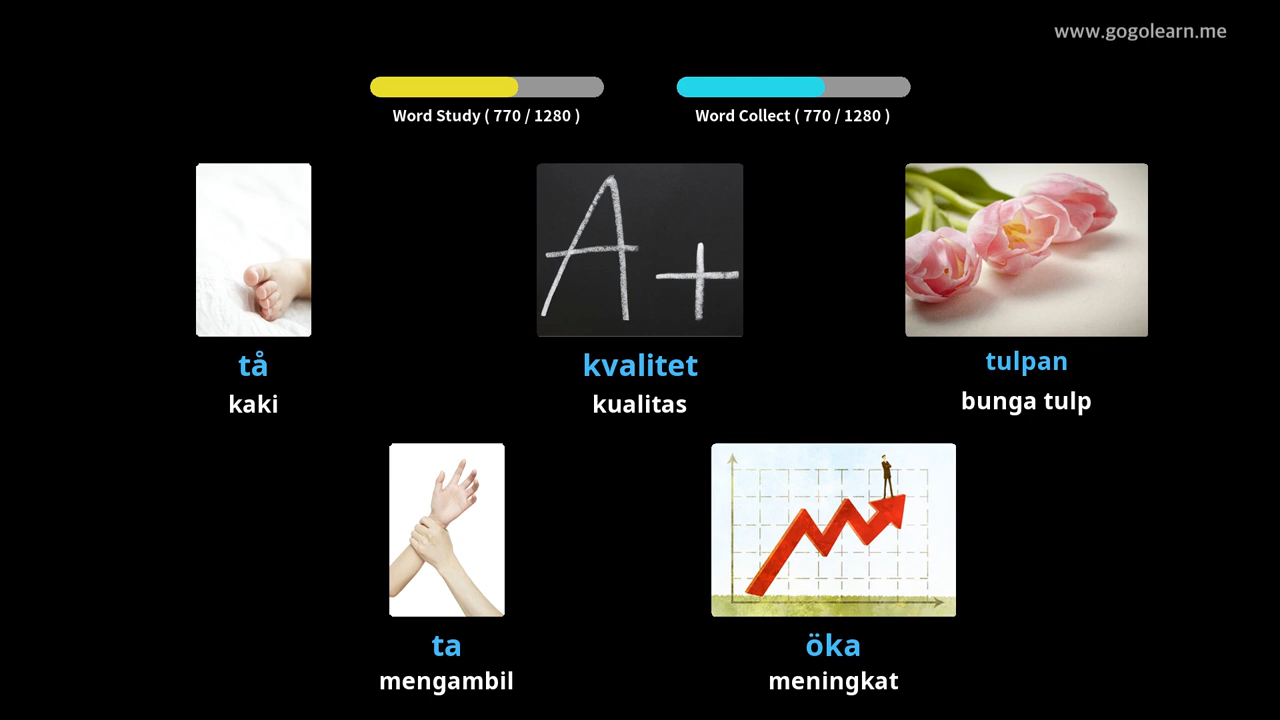 www.gogolearn.me
Word Study ( 770 / 1280 )
Word Collect ( 770 / 1280 )
A+
tå
kaki
kvalitet
kualitas
tulpan
bunga tulp
ta
mengambil
öka
meningkat